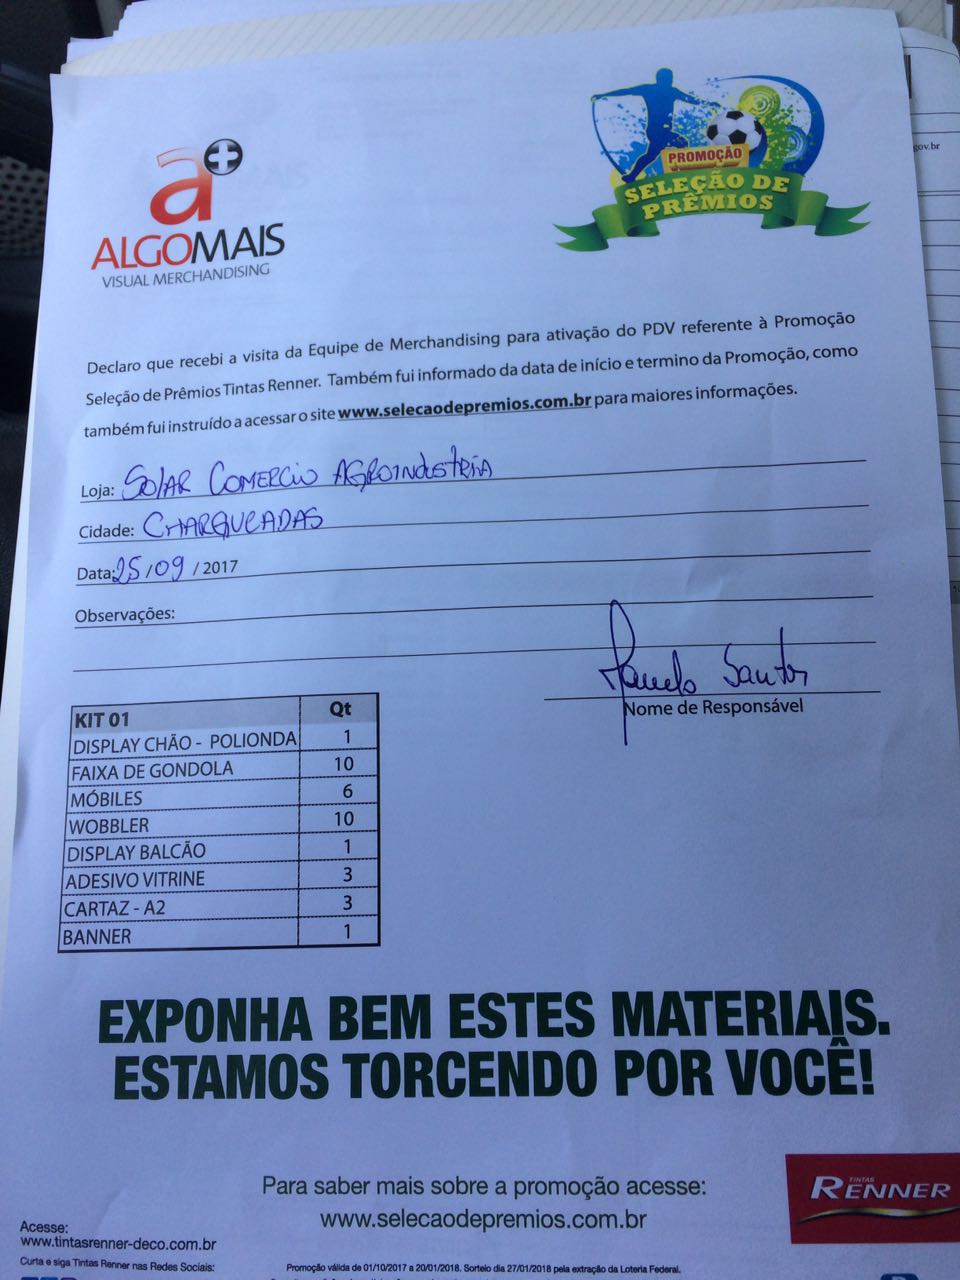 gov.br
a+
ALGOMAIS
VISUAL MERCHANDISING
PROMOÇÃO
SELEÇÃO DE
PRÊMIOS
Declaro que recebi a visita da Equipe de Merchandising para ativação do PDV referente à Promoção
Seleção de Prêmios Tintas Renner. Também fui informado da data de início e termino da Promoção, como
também fui instruído a acessar o site www.selecaodepremios.com.br para maiores informações.
Loja: SOLAR COMERCIO AGROINDUSTRIA
Cidade: CHARQUEADAS
Data: 25/09 / 2017
Observações:
Santos
Nome de Responsável
KIT 01 Qt
DISPLAY CHÃO - POLIONDA 1
FAIXA DE GONDOLA 10
MÓBILES 6
WOBBLER 10
DISPLAY BALCÃO 1
ADESIVO VITRINE 3
CARTAZ - A2 3
BANNER 1
EXPONHA BEM ESTES MATERIAIS.
ESTAMOS TORCENDO POR VOCÊ!
Para saber mais sobre a promoção acesse:
www.selecaodepremios.com.br
TINTAS
RENNER
Acesse:
www.tintasrenner-deco.com.br
Curta e siga Tintas Renner nas Redes Sociais:
Promoção válida de 01/10/2017 a 20/01/2018. Sorteio dia 27/01/2018 pela extração da Loteria Federal.